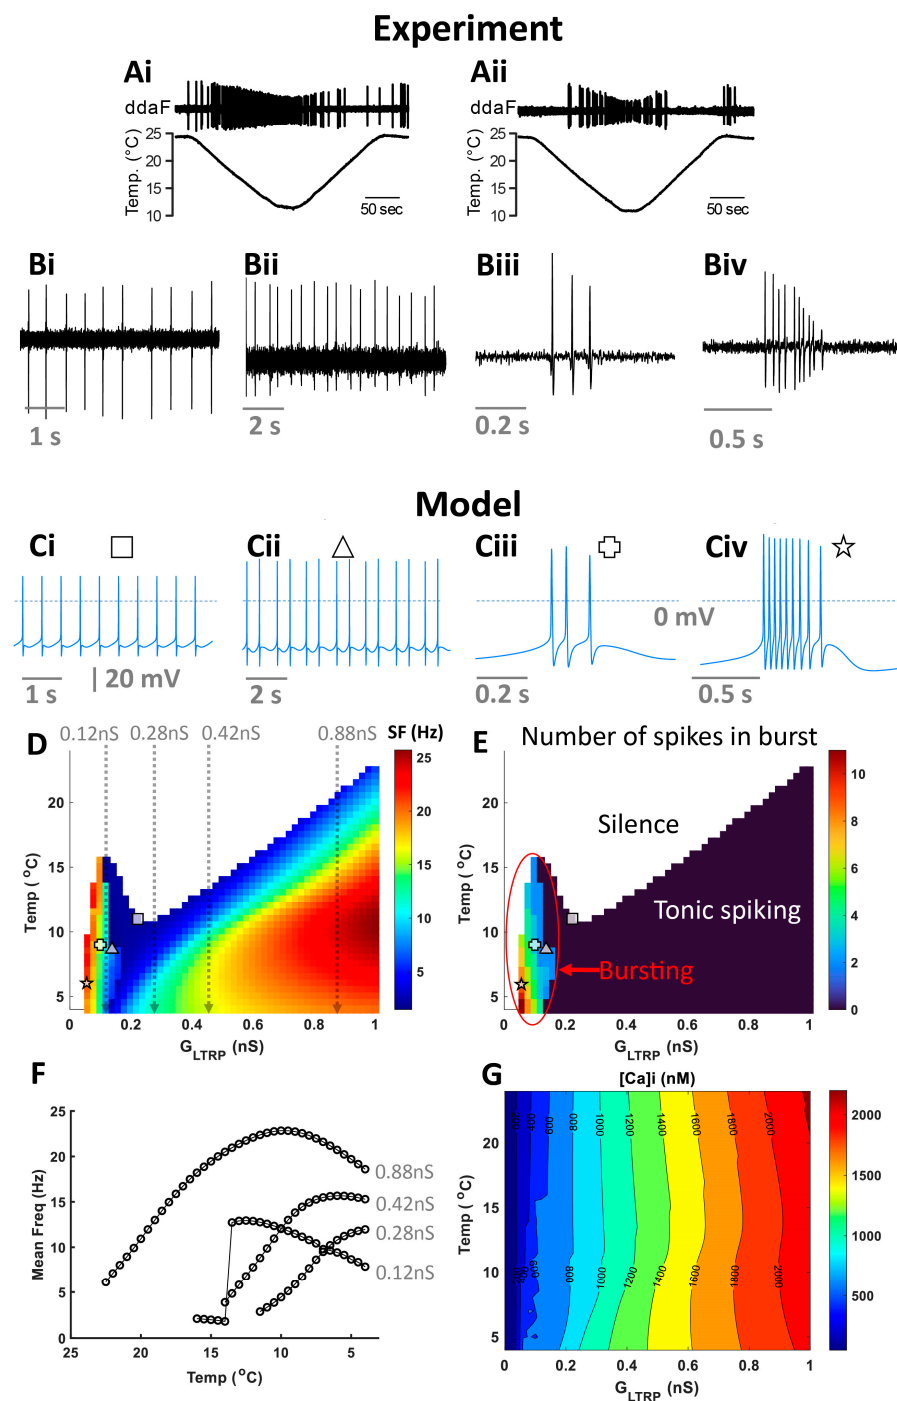 Experiment
Ai
Aii
ddaF
ddaF
Temp. (°C)
25
20
15
10
50 sec
Temp. (°C)
25
20
15
10
50 sec
Bi
Bii
Biii
Biv
1 s
2 s
0.2 s
0.5 s
Model
Ci
Cii
Ciii
Civ
0 mV
1 s
20 mV
2 s
0.2 s
0.5 s
D
0.12nS
0.28nS
0.42nS
0.88nS
SF (Hz)
Temp (°C)
20
15
10
5
0
0.2
0.4
0.6
0.8
1
G_LTRP (nS)
25
20
15
10
5
E
Number of spikes in burst
Silence
Tonic spiking
Bursting
Temp (°C)
20
15
10
5
0
0.2
0.4
0.6
0.8
1
G_LTRP (nS)
10
8
6
4
2
0
F
Mean Freq (Hz)
25
20
15
10
5
0
25
20
15
10
5
Temp (°C)
0.88nS
0.42nS
0.28nS
0.12nS
G
[Ca]i (nM)
Temp (°C)
20
15
10
5
200
400
600
800
1000
1200
1400
1600
1800
2000
600
800
1000
1200
1400
1600
1800
2000
0
0.2
0.4
0.6
0.8
1
G_LTRP (nS)
2000
1500
1000
500